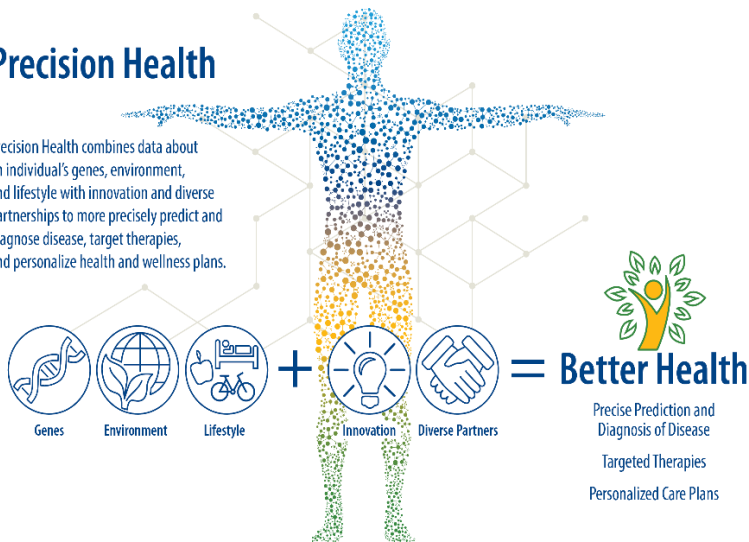 Precision Health
recision Health combines data about
n individual's genes, environment,
nd lifestyle with innovation and diverse
artnerships to more precisely predict and
iagnose disease, target therapies,
nd personalize health and wellness plans.
+
=
Genes
Environment
Lifestyle
Innovation
Diverse Partners
Better Health
Precise Prediction and
Diagnosis of Disease
Targeted Therapies
Personalized Care Plans